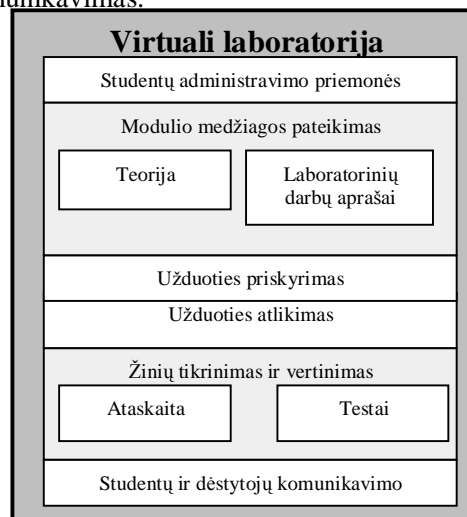 Virtuali laboratorija
Studentų administravimo priemonės
Modulio medžiagos pateikimas
Teorija
Laboratorinių
darbų aprašai
Užduoties priskyrimas
Užduoties atlikimas
Žinių tikrinimas ir vertinimas
Ataskaita
Testai
Studentų ir dėstytojų komunikavimo